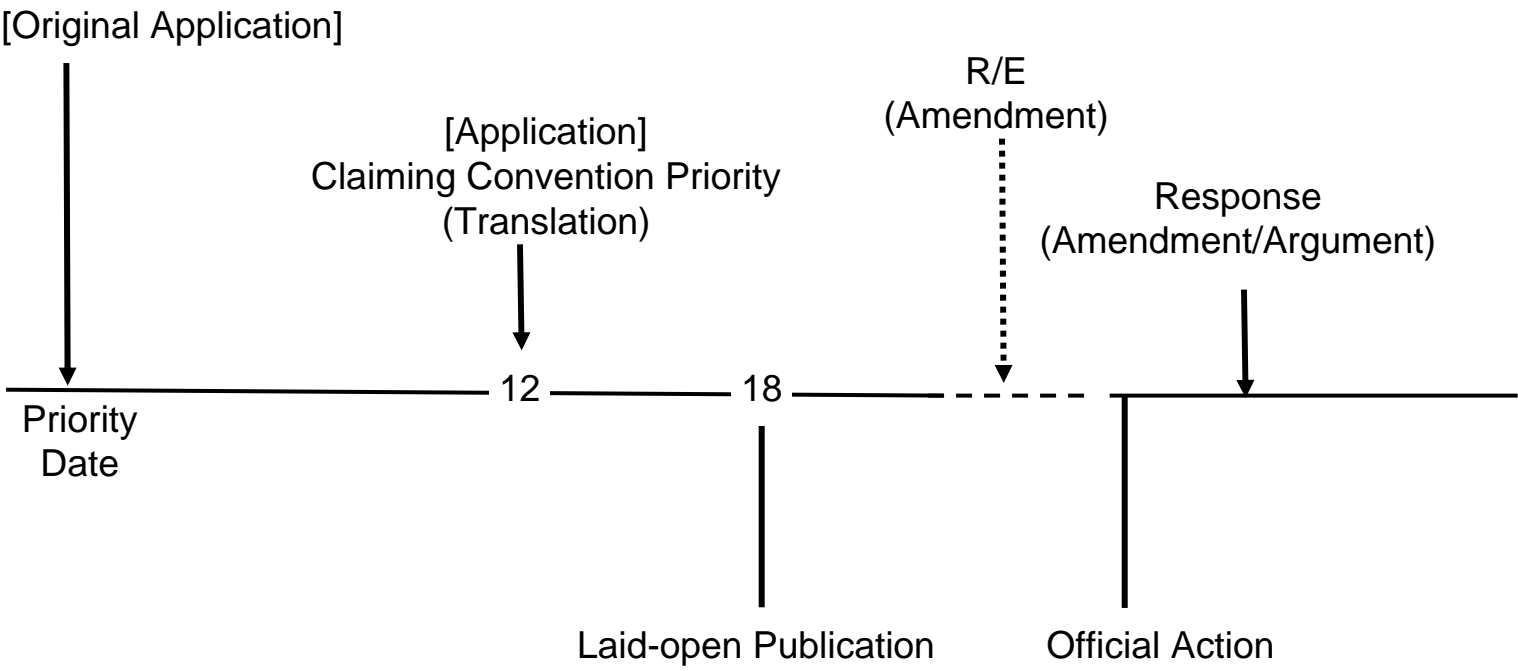 [Original Application]
R/E
(Amendment)
[Application]
Claiming Convention Priority
(Translation)
Response
(Amendment/Argument)
12
18
Priority
Date
Laid-open Publication
Official Action